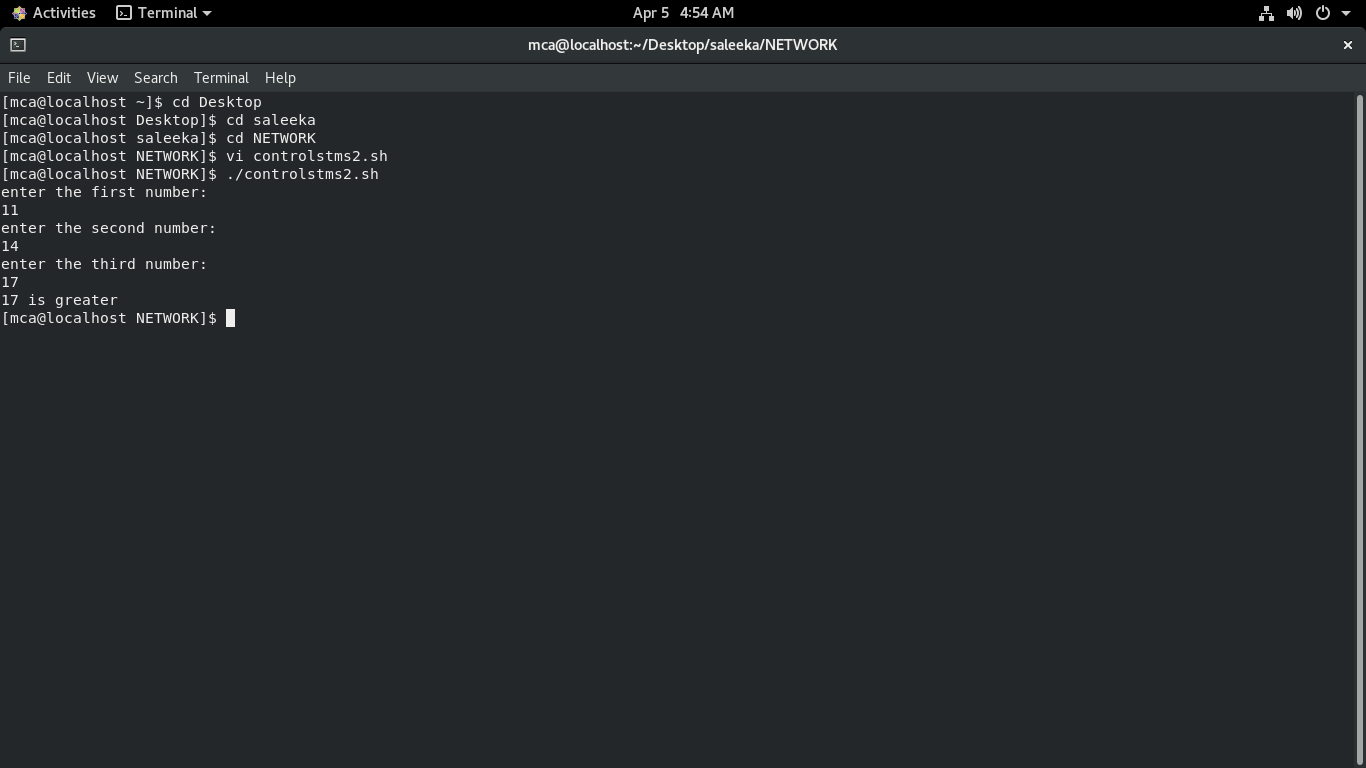 Activities Terminal Apr 5 4:54 AM
mca@localhost:~/Desktop/saleeka/NETWORK
File Edit View Search Terminal Help
[mca@localhost ~]$ cd Desktop
[mca@localhost Desktop]$ cd saleeka
[mca@localhost saleeka]$ cd NETWORK
[mca@localhost NETWORK]$ vi controlstms2.sh
[mca@localhost NETWORK]$ ./controlstms2.sh
enter the first number:
11
enter the second number:
14
enter the third number:
17
17 is greater
[mca@localhost NETWORK]$